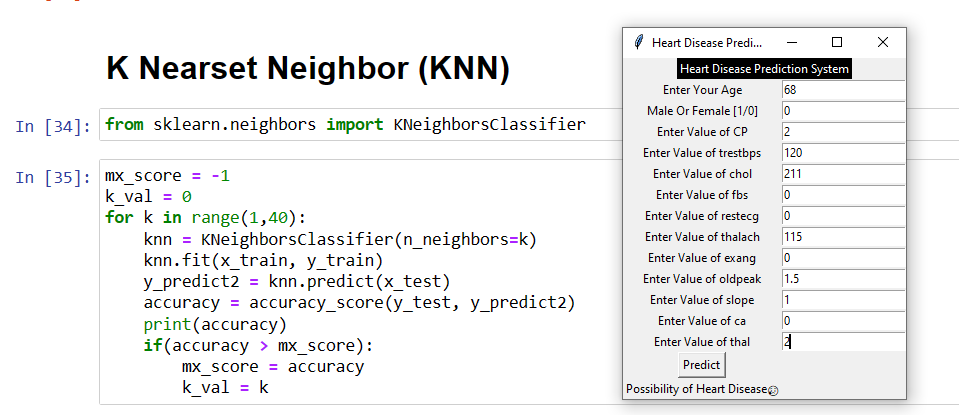 K Nearset Neighbor (KNN)
In [34]: from sklearn.neighbors import KNeighborsClassifier
In [35]: mx_score = -1
k_val = 0
for k in range(1,40):
    knn = KNeighborsClassifier(n_neighbors=k)
    knn.fit(x_train, y_train)
    y_predict2 = knn.predict(x_test)
    accuracy = accuracy_score(y_test, y_predict2)
    print(accuracy)
    if(accuracy > mx_score):
        mx_score = accuracy
        k_val = k
Heart Disease Predi...
Heart Disease Prediction System
Enter Your Age 68
Male Or Female [1/0] 0
Enter Value of CP 2
Enter Value of trestbps 120
Enter Value of chol 211
Enter Value of fbs 0
Enter Value of restecg 0
Enter Value of thalach 115
Enter Value of exang 0
Enter Value of oldpeak 1.5
Enter Value of slope 1
Enter Value of ca 0
Enter Value of thal 2
Predict
Possibility of Heart Disease☹